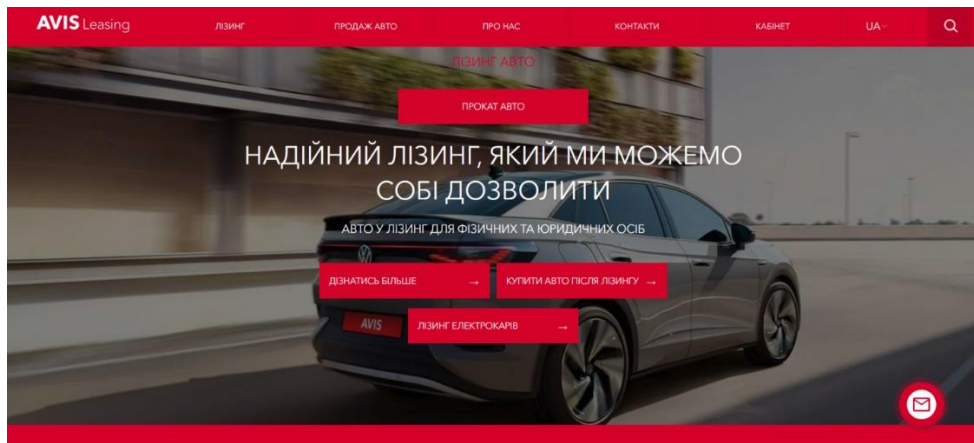 AVIS Leasing
ЛІЗИНГ
ПРОДАЖ АВТО
ПРО НАС
КОНТАКТИ
КАБІНЕТ
UA
ЛІЗИНГ АВТО
ПРОКАТ АВТО
НАДІЙНИЙ ЛІЗИНГ, ЯКИЙ МИ МОЖЕМО
СОБІ ДОЗВОЛИТИ
АВТО У ЛІЗИНГ ДЛЯ ФІЗИЧНИХ ТА ЮРИДИЧНИХ ОСІБ
ДІЗНАТИСЬ БІЛЬШЕ →
КУПИТИ АВТО ПІСЛЯ ЛІЗИНГУ →
AVIS
ЛІЗИНГ ЕЛЕКТРОКАРІВ →